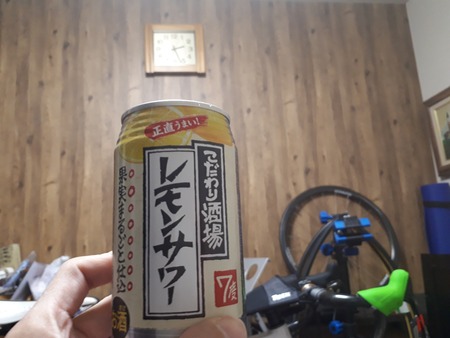 正直うまい!
こだわり酒場
レモンサワー
果実まるごと仕込
7度
お酒